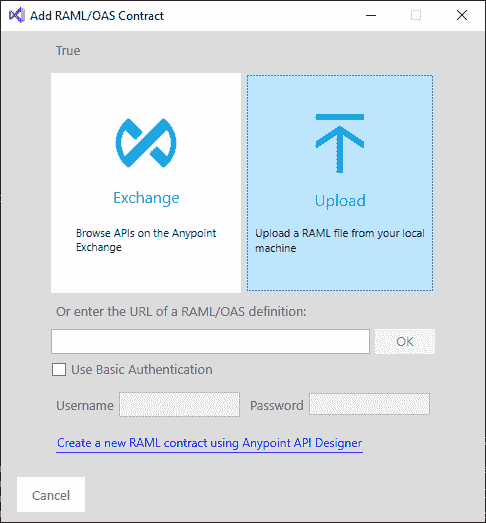 Add RAML/OAS Contract
True
Exchange
Browse APIs on the Anypoint
Exchange
Upload
Upload a RAML file from your local
machine
Or enter the URL of a RAML/OAS definition:
OK
Use Basic Authentication
Username
Password
Create a new RAML contract using Anypoint API Designer
Cancel